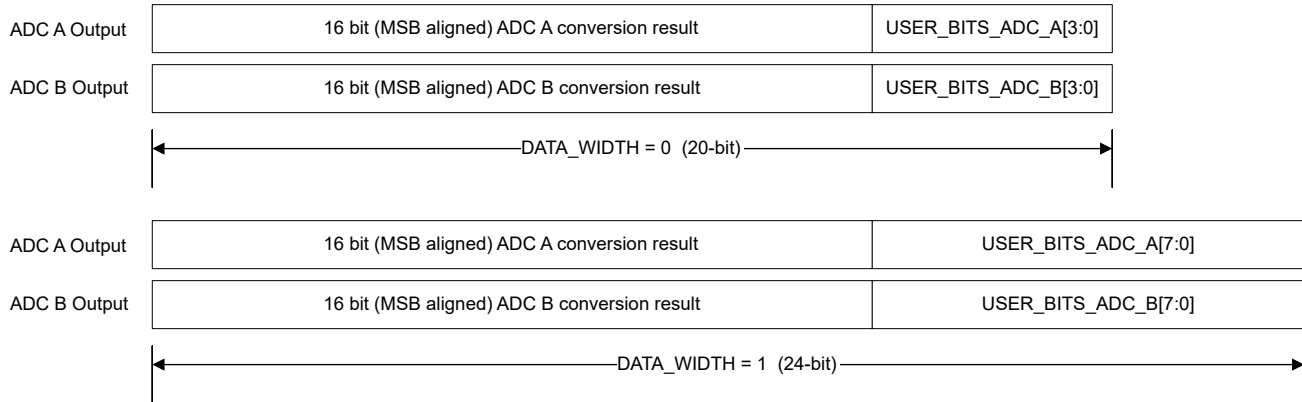 ADC A Output 16 bit (MSB aligned) ADC A conversion result USER_BITS_ADC_A[3:0]
ADC B Output 16 bit (MSB aligned) ADC B conversion result USER_BITS_ADC_B[3:0]
DATA_WIDTH = 0 (20-bit)
ADC A Output 16 bit (MSB aligned) ADC A conversion result USER_BITS_ADC_A[7:0]
ADC B Output 16 bit (MSB aligned) ADC B conversion result USER_BITS_ADC_B[7:0]
DATA_WIDTH = 1 (24-bit)